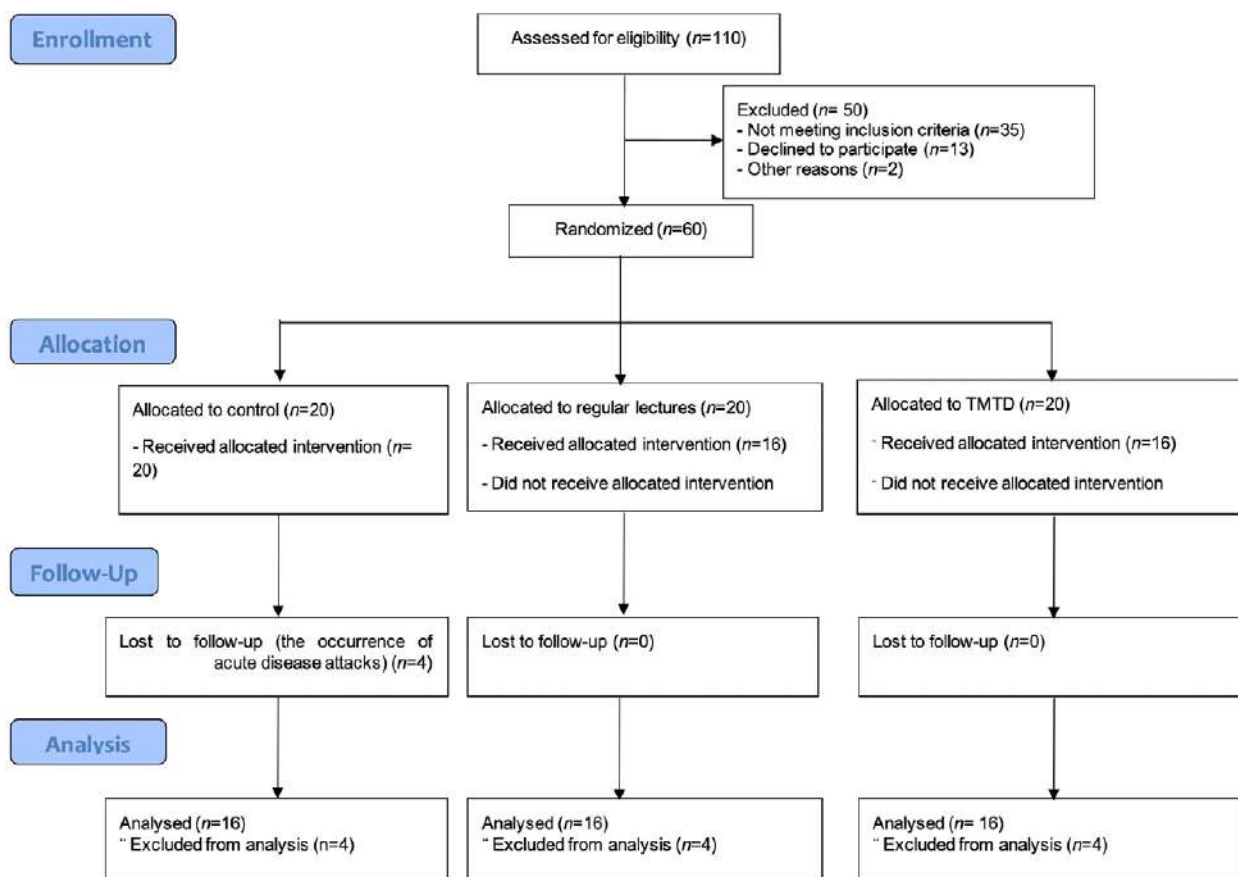 Enrollment
Assessed for eligibility (n=110)
Excluded (n= 50)
- Not meeting inclusion criteria (n=35)
- Declined to participate (n=13)
- Other reasons (n=2)
Randomized (n=60)
Allocation
Allocated to control (n=20)
- Received allocated intervention (n=
20)
Allocated to regular lectures (n=20)
- Received allocated intervention (n=16)
- Did not receive allocated intervention
Allocated to TMTD (n=20)
¨ Received allocated intervention (n=16)
¨ Did not receive allocated intervention
Follow-Up
Lost to follow-up (the occurrence of
acute disease attacks) (n=4)
Lost to follow-up (n=0)
Lost to follow-up (n=0)
Analysis
Analysed (n=16)
¨ Excluded from analysis (n=4)
Analysed (n=16)
¨ Excluded from analysis (n=4)
Analysed (n= 16)
¨ Excluded from analysis (n=4)